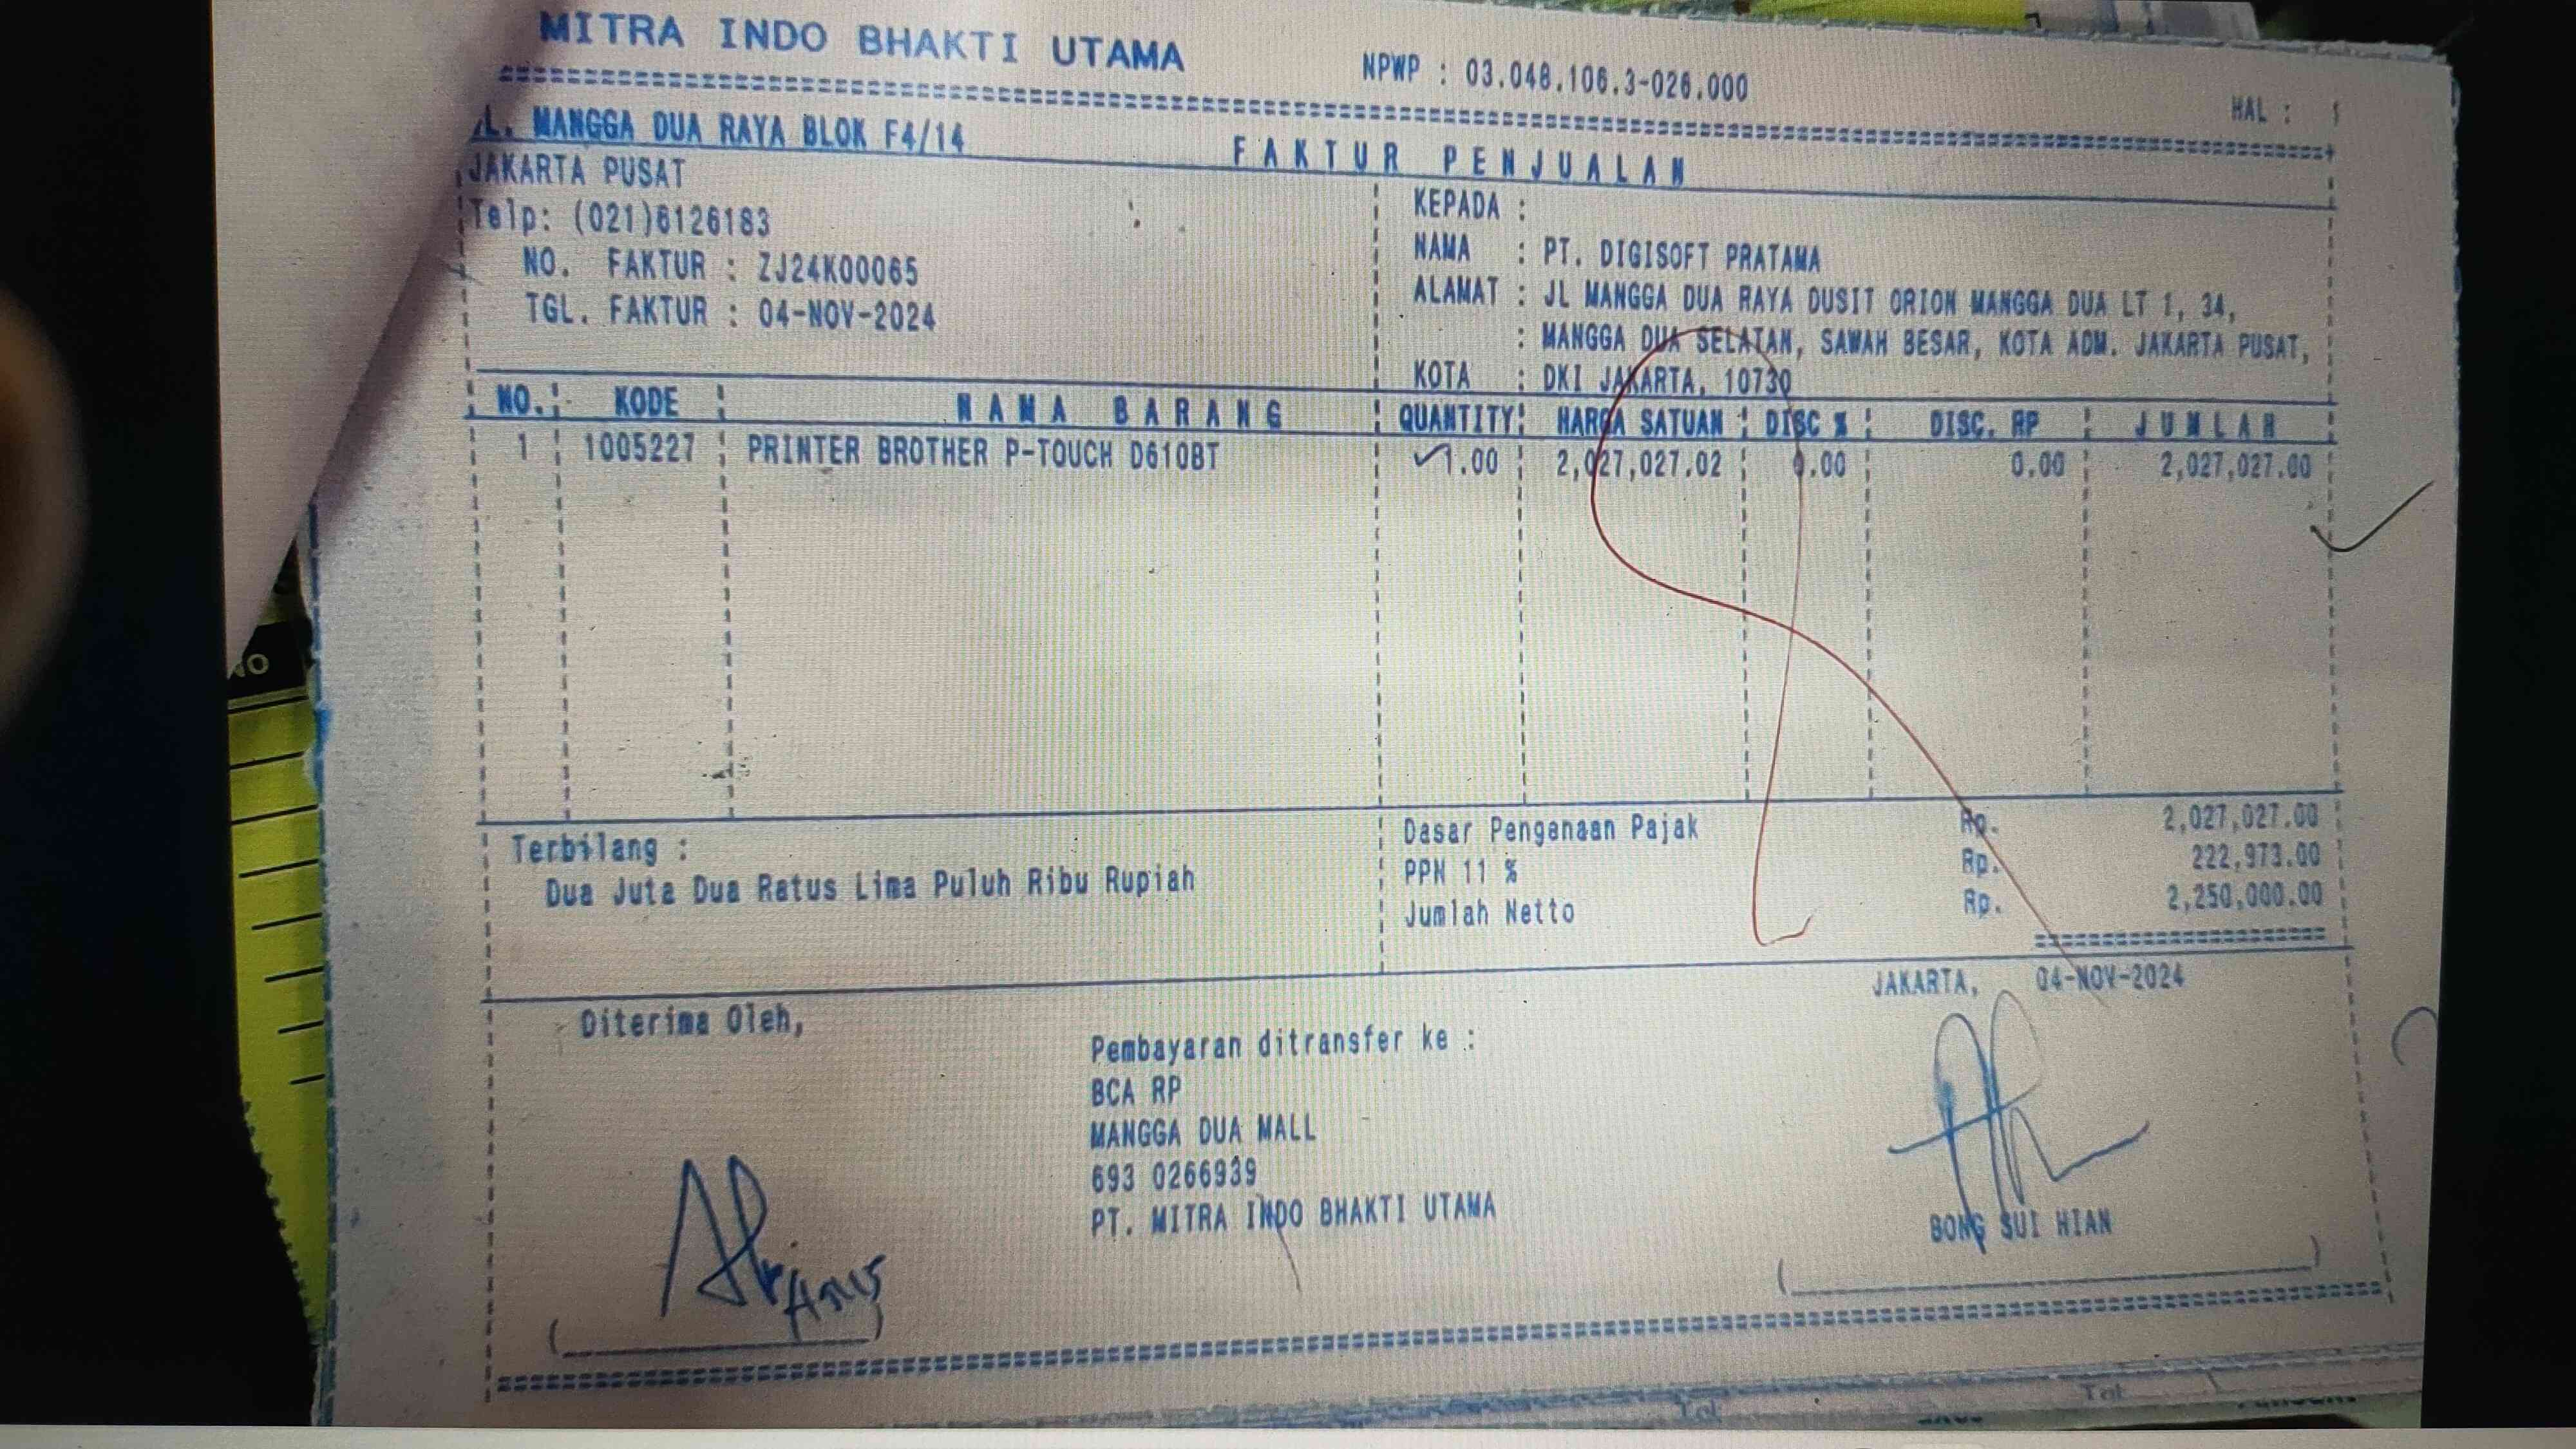 MITRA INDO BHAKTI UTAMA
NPWP : 03.048.106.3-026.000
HAL : 1
JL. MANGGA DUA RAYA BLOK F4/14
FAKTUR PENJUALAN
JAKARTA PUSAT
Telp: (021)6126183
NO. FAKTUR : ZJ24K00065
TGL. FAKTUR : 04-NOV-2024
KEPADA :
NAMA : PT. DIGISOFT PRATAMA
ALAMAT : JL MANGGA DUA RAYA DUSIT ORION MANGGA DUA LT 1, 34,
: MANGGA DUA SELATAN, SAWAH BESAR, KOTA ADM. JAKARTA PUSAT,
KOTA : DKI JAKARTA, 10730
NO. KODE NAMA BARANG QUANTITY HARGA SATUAN DISC % DISC. RP JUMLAH
1 1005227 PRINTER BROTHER P-TOUCH D610BT 1.00 2,027,027.02 0.00 0.00 2,027,027.00
Terbilang :
Dua Juta Dua Ratus Lima Puluh Ribu Rupiah
Dasar Pengenaan Pajak Rp. 2,027,027.00
PPN 11 % Rp. 222,973.00
Jumlah Netto Rp. 2,250,000.00
JAKARTA, 04-NOV-2024
Diterima Oleh,
Pembayaran ditransfer ke :
BCA RP
MANGGA DUA MALL
693 0266939
PT. MITRA INDO BHAKTI UTAMA
BONG SUI HIAN